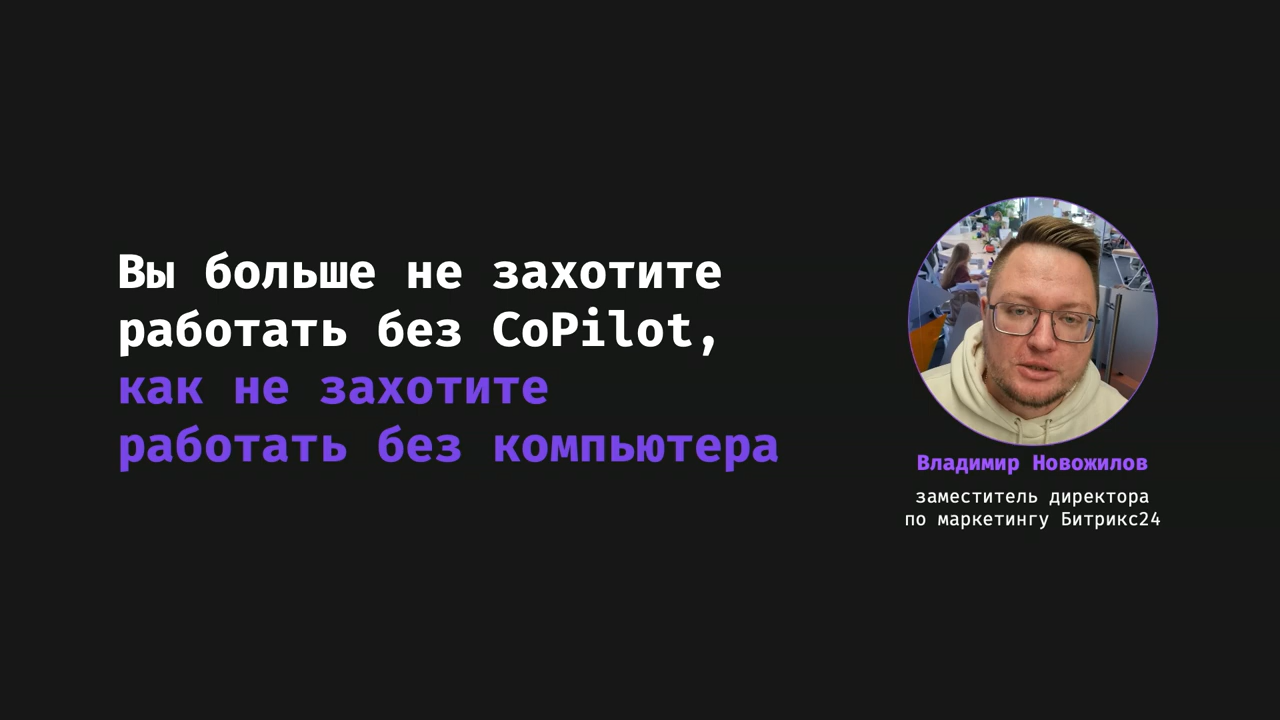 Вы больше не захотите
работать без CoPilot,
как не захотите
работать без компьютера
Владимир Новожилов
заместитель директора
по маркетингу Битрикс24